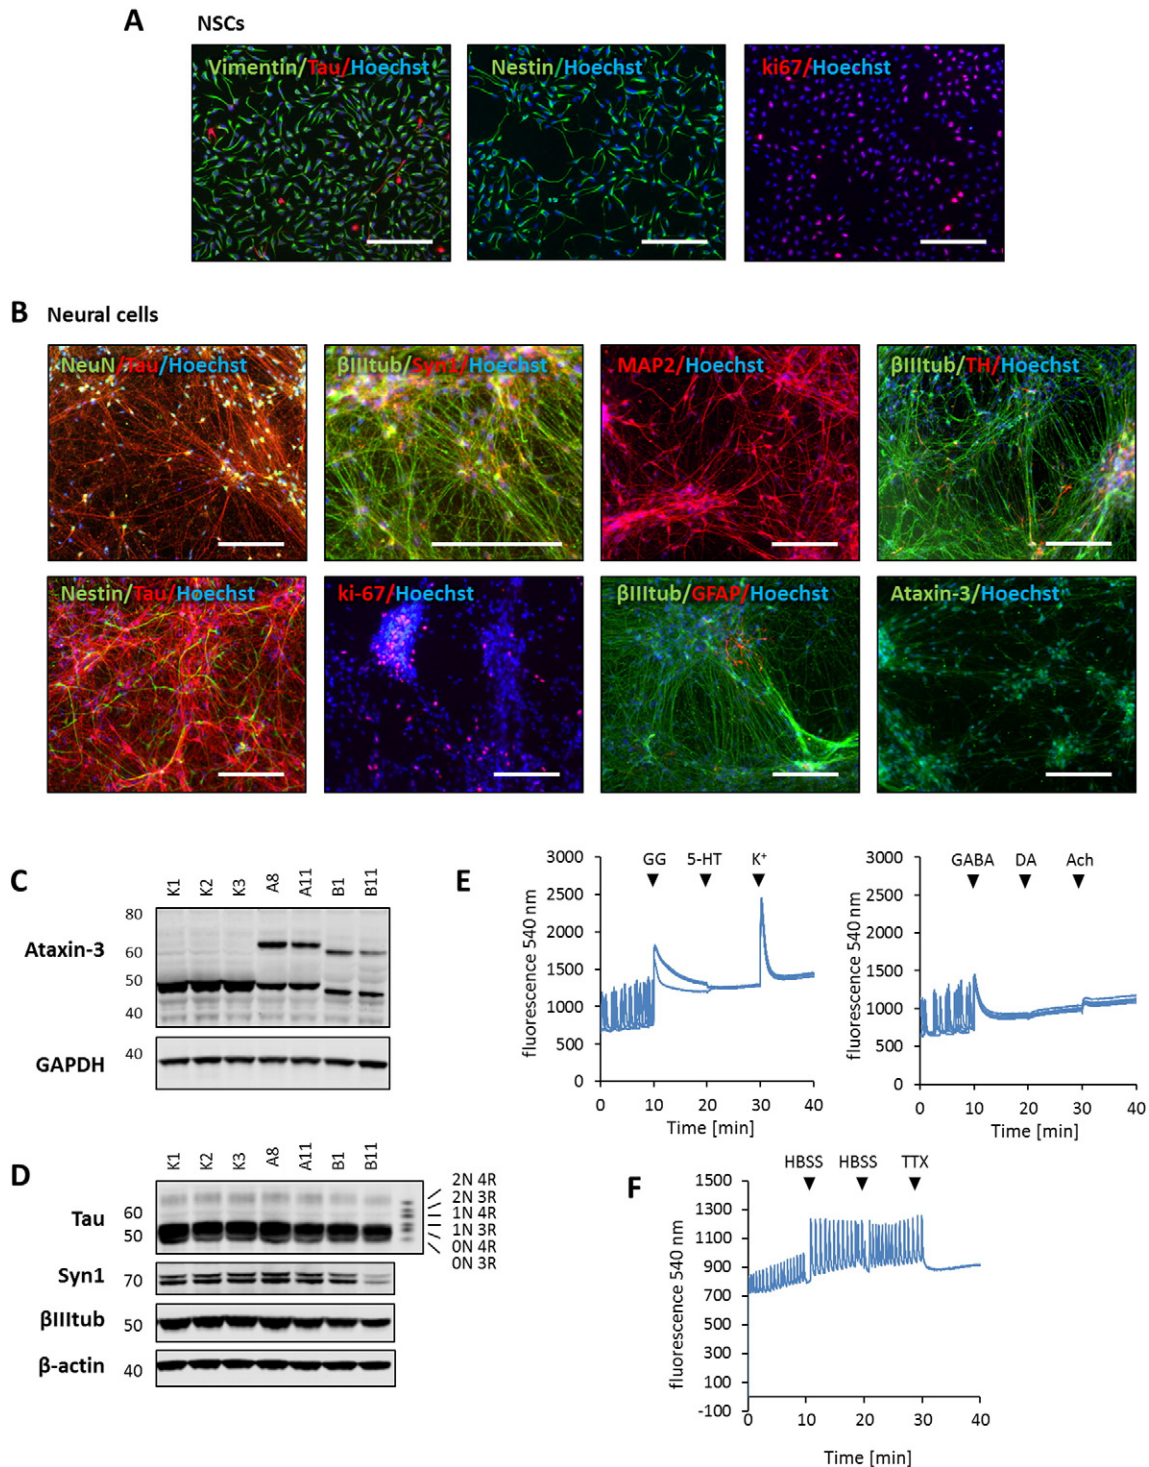 A NSCs
Vimentin/Tau/Hoechst
Nestin/Hoechst
ki67/Hoechst
B Neural cells
NeuN/Tau/Hoechst
βIIItub/Syn1/Hoechst
MAP2/Hoechst
βIIItub/TH/Hoechst
Nestin/Tau/Hoechst
ki-67/Hoechst
βIIItub/GFAP/Hoechst
Ataxin-3/Hoechst
C
K1 K2 K3 A8 A11 B1 B11
80
Ataxin-3 60
50
40
GAPDH 40
D
K1 K2 K3 A8 A11 B1 B11
Tau 60
50
2N 4R
2N 3R
1N 4R
1N 3R
0N 4R
0N 3R
Syn1 70
βIIItub 50
β-actin 40
E
GG 5-HT K⁺
fluorescence 540 nm
3000
2500
2000
1500
1000
500
0
0 10 20 30 40
Time [min]
GABA DA Ach
fluorescence 540 nm
3000
2500
2000
1500
1000
500
0
0 10 20 30 40
Time [min]
F
HBSS HBSS TTX
fluorescence 540 nm
1500
1300
1100
900
700
500
300
100
-100
0 10 20 30 40
Time [min]